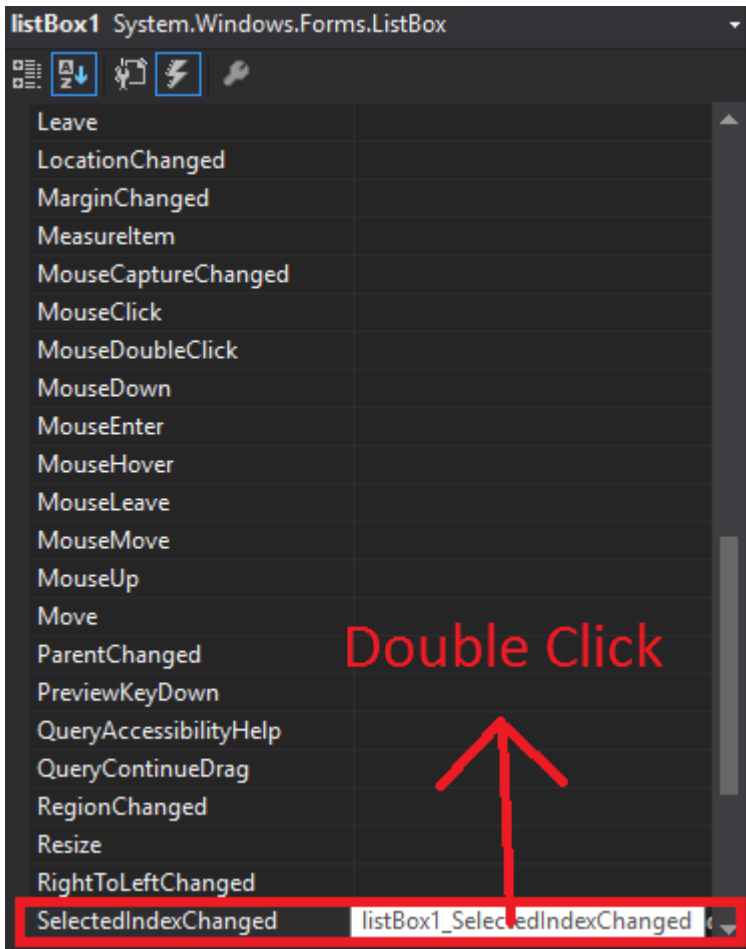 listBox1 System.Windows.Forms.ListBox
Leave
LocationChanged
MarginChanged
MeasureItem
MouseCaptureChanged
MouseClick
MouseDoubleClick
MouseDown
MouseEnter
MouseHover
MouseLeave
MouseMove
MouseUp
Move
ParentChanged
Double Click
PreviewKeyDown
QueryAccessibilityHelp
QueryContinueDrag
RegionChanged
Resize
RightToLeftChanged
SelectedIndexChanged listBox1_SelectedIndexChanged